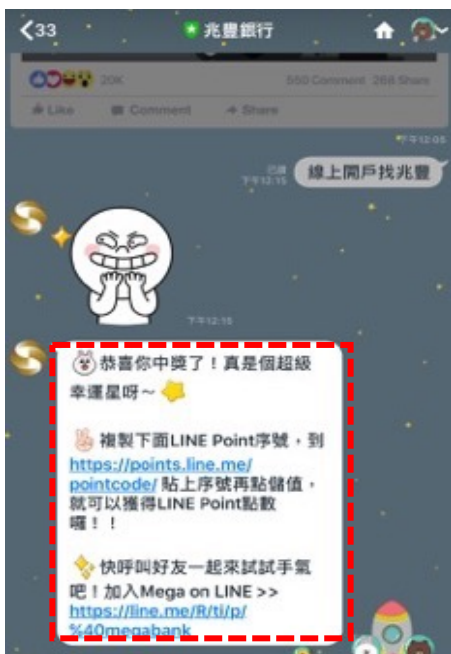 33
兆豐銀行
20K
550 Comment 266 Share
Like Comment Share
下午12:05
已讀
下午12:15
線上開戶找兆豐
下午12:15
恭喜你中獎了！真是個超級
幸運星呀～
複製下面LINE Point序號，到
https://points.line.me/
pointcode/ 貼上序號再點儲值，
就可以獲得LINE Point點數
囉！！
快呼叫好友一起來試試手氣
吧！加入Mega on LINE >>
https://line.me/R/ti/p/
%40megabank